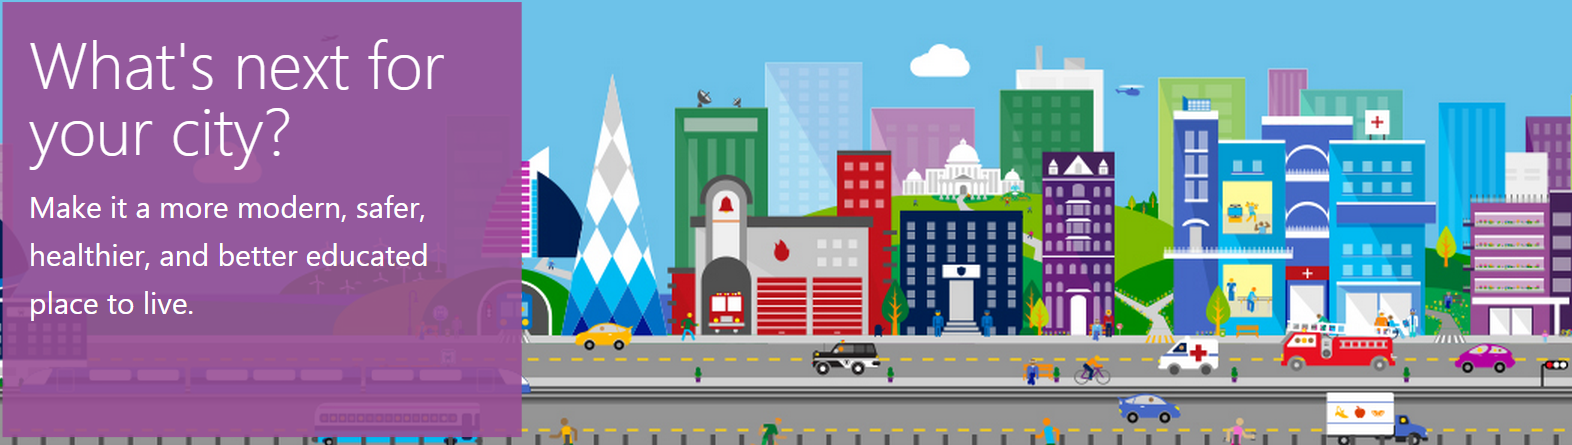 What's next for
your city?
Make it a more modern, safer,
healthier, and better educated
place to live.